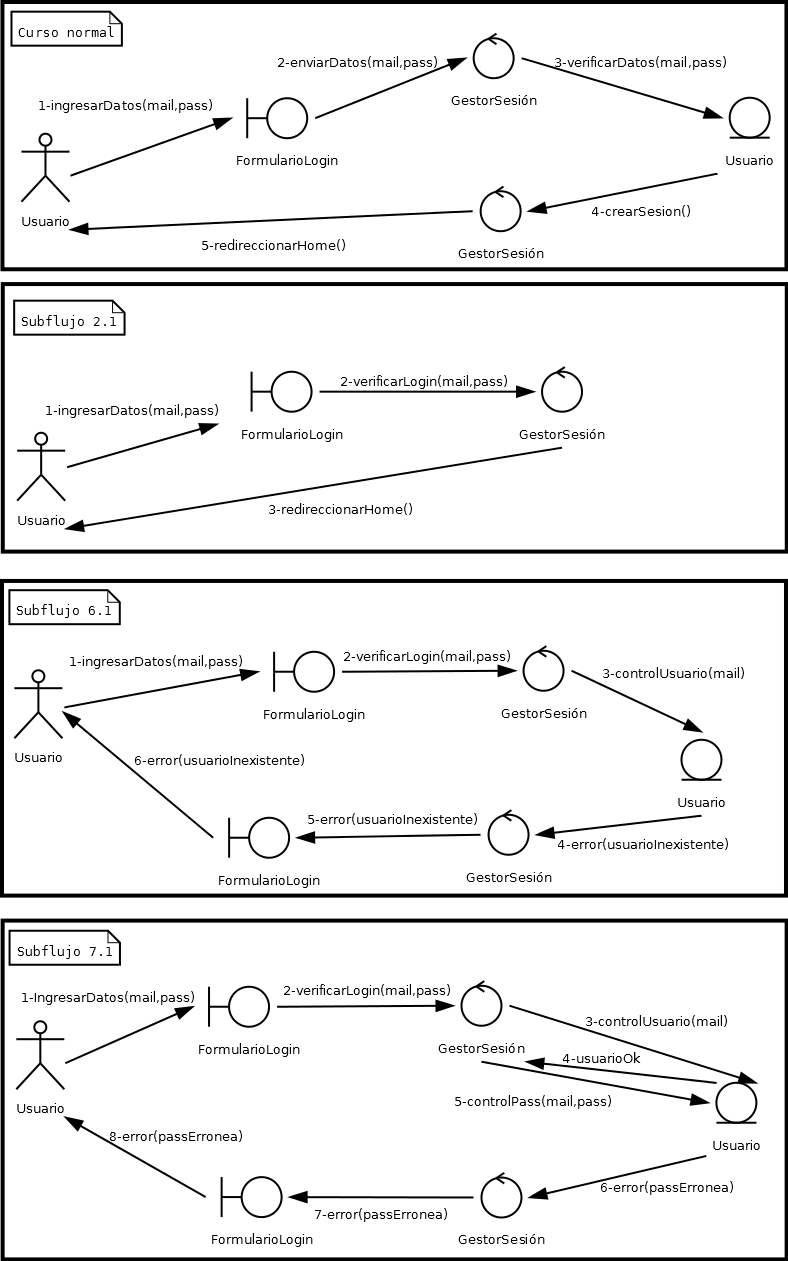 Curso normal
2-enviarDatos(mail,pass)
3-verificarDatos(mail,pass)
GestorSesión
1-ingresarDatos(mail,pass)
FormularioLogin
Usuario
Usuario
4-crearSesion()
5-redireccionarHome()
GestorSesión
Subflujo 2.1
2-verificarLogin(mail,pass)
1-ingresarDatos(mail,pass)
FormularioLogin
GestorSesión
Usuario
3-redireccionarHome()
Subflujo 6.1
1-ingresarDatos(mail,pass)
2-verificarLogin(mail,pass)
3-controlUsuario(mail)
FormularioLogin
GestorSesión
Usuario
6-error(usuarioInexistente)
Usuario
5-error(usuarioInexistente)
4-error(usuarioInexistente)
FormularioLogin
GestorSesión
Subflujo 7.1
1-IngresarDatos(mail,pass)
2-verificarLogin(mail,pass)
3-controlUsuario(mail)
FormularioLogin
GestorSesión
4-usuarioOk
5-controlPass(mail,pass)
Usuario
8-error(passErronea)
Usuario
6-error(passErronea)
7-error(passErronea)
FormularioLogin
GestorSesión